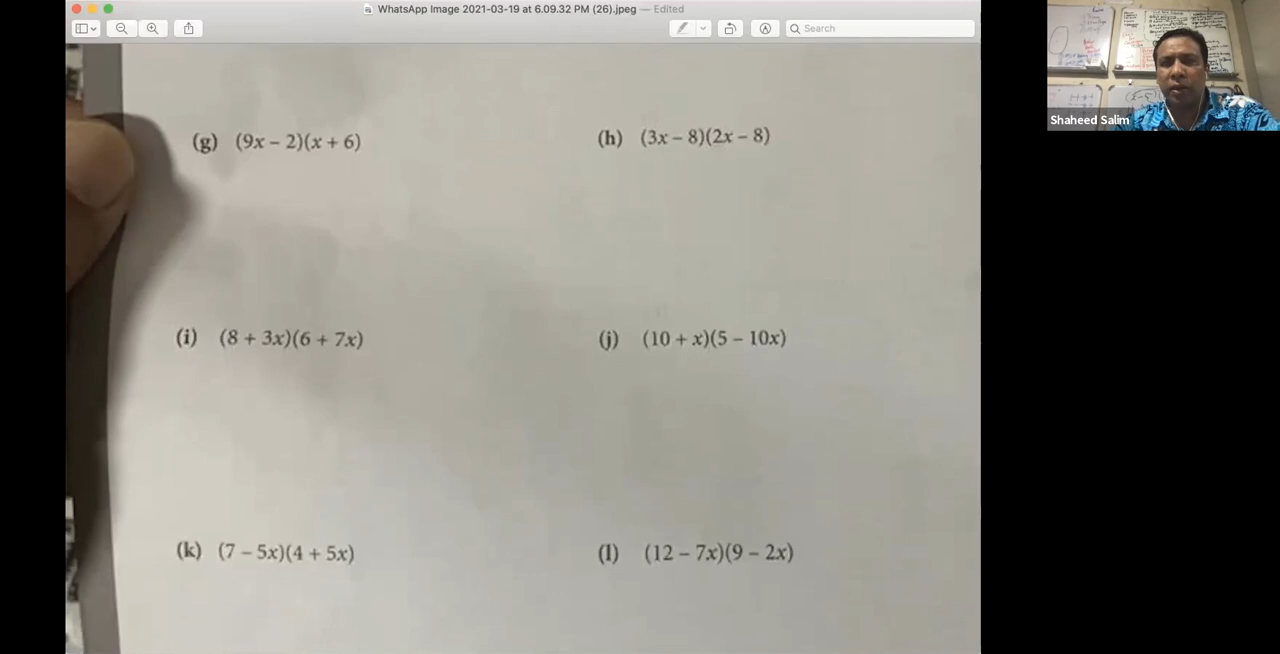 WhatsApp Image 2021-03-19 at 6.09.32 PM (26).jpeg — Edited
Search
Shaheed Salim
(g) (9x – 2)(x + 6)
(h) (3x – 8)(2x – 8)
(i) (8 + 3x)(6 + 7x)
(j) (10 + x)(5 – 10x)
(k) (7 – 5x)(4 + 5x)
(l) (12 – 7x)(9 – 2x)